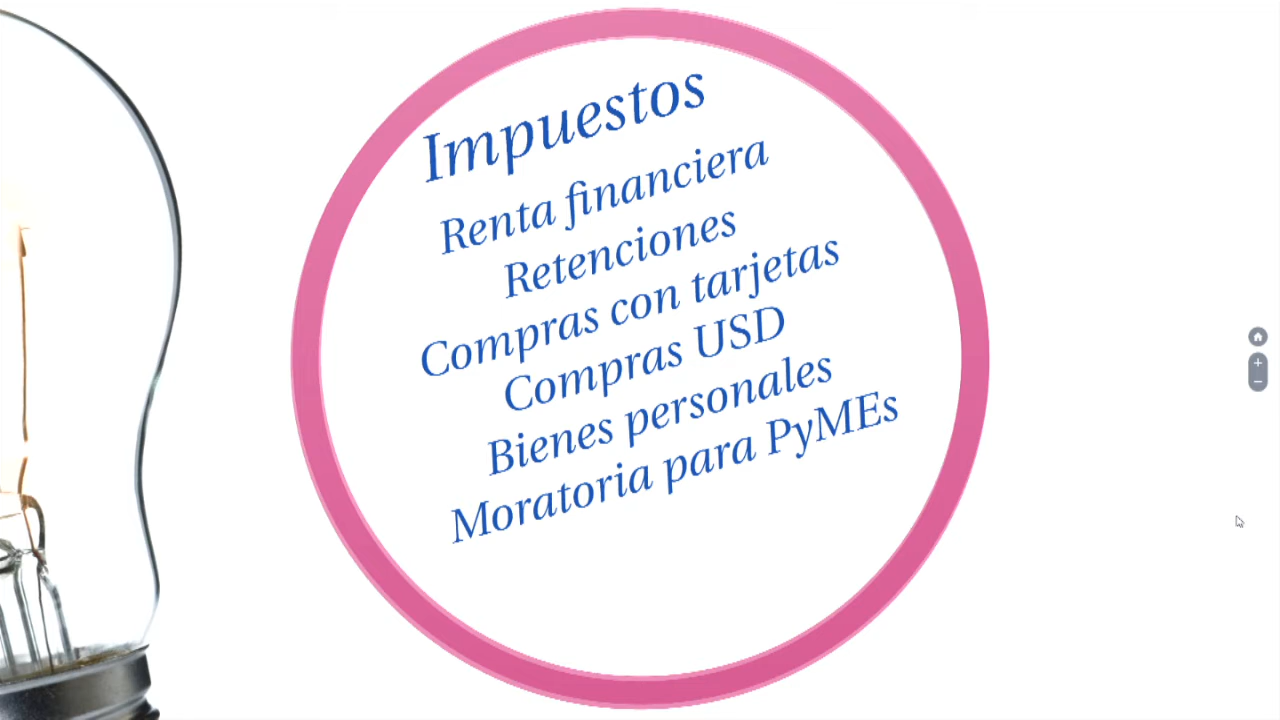 Impuestos
Renta financiera
Retenciones
Compras con tarjetas
Compras USD
Bienes personales
Moratoria para PyMEs